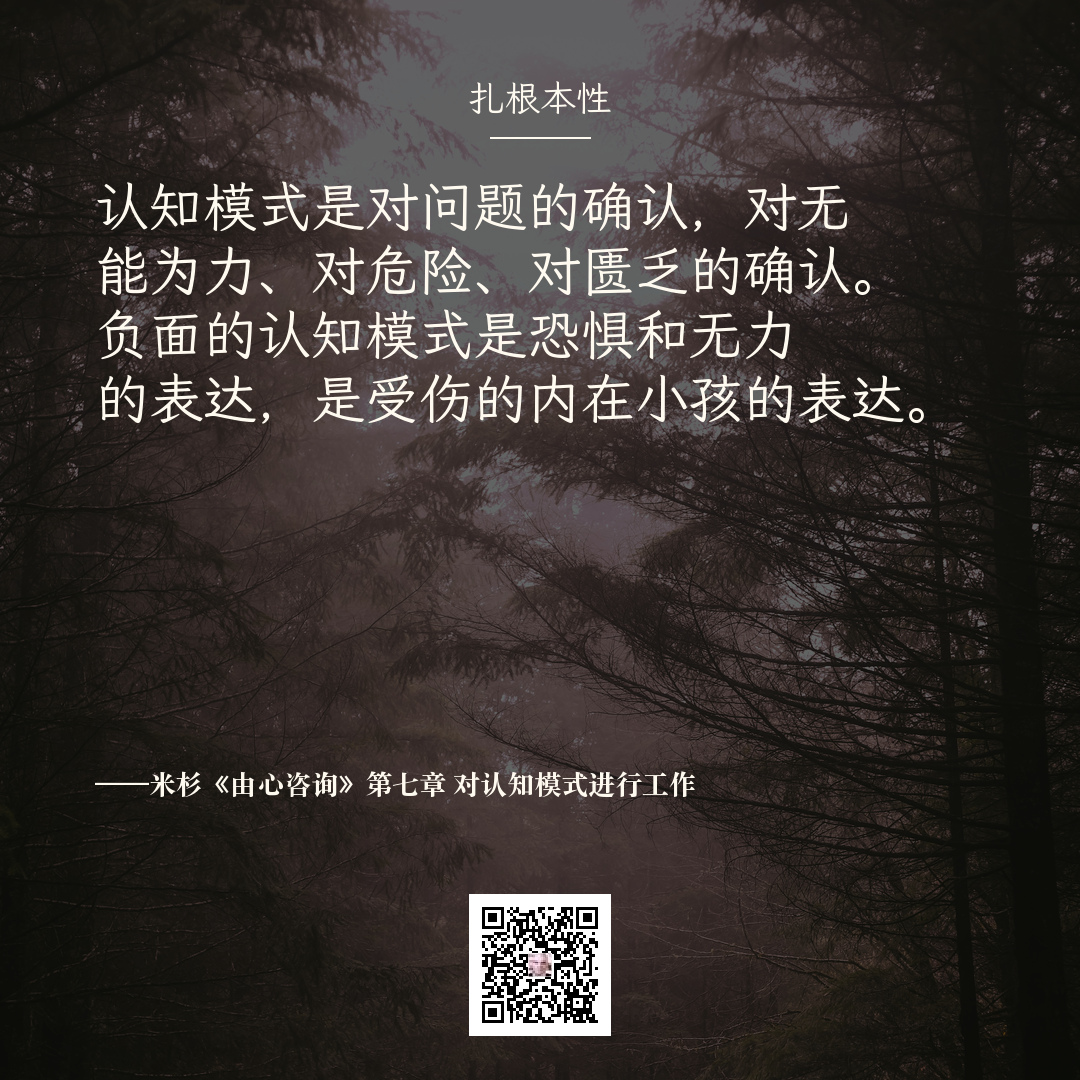 扎根本性
认知模式是对问题的确认，对无
能为力、对危险、对匮乏的确认。
负面的认知模式是恐惧和无力
的表达，是受伤的内在小孩的表达。
——米杉《由心咨询》第七章 对认知模式进行工作